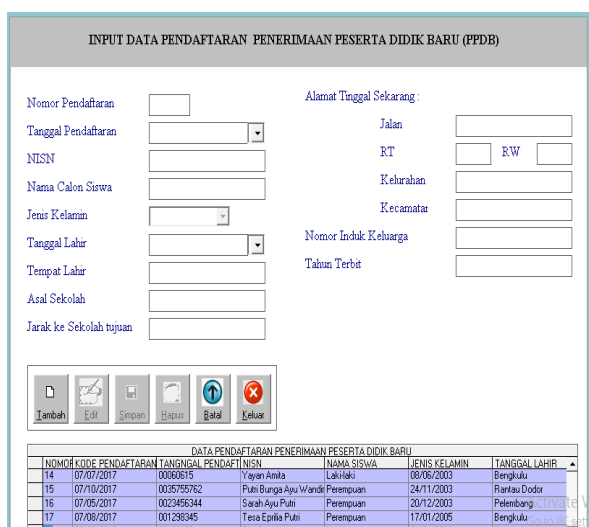 INPUT DATA PENDAFTARAN PENERIMAAN PESERTA DIDIK BARU (PPDB)
Nomor Pendaftaran
Tanggal Pendaftaran
NISN
Nama Calon Siswa
Jenis Kelamin
Tanggal Lahir
Tempat Lahir
Asal Sekolah
Jarak ke Sekolah tujuan
Alamat Tinggal Sekarang :
Jalan
RT RW
Kelurahan
Kecamatar
Nomor Induk Keluarga
Tahun Terbit
Tambah Edit Simpan Hapus Batal Keluar
DATA PENDAFTARAN PENERIMAAN PESERTA DIDIK BARU
NOMOF KODE PENDAFTARAN TANGNGAL PENDAFT NISN NAMA SISWA JENIS KELAMIN TANGGAL LAHIR
14 07/07/2017 00060615 Yayan Amita Laki-laki 08/06/2003 Bengkulu
15 07/10/2017 0035755762 Putri Bunga Ayu Wandir Perempuan 24/11/2003 Rantau Dodor
16 07/05/2017 0023456344 Sarah Ayu Putri Perempuan 20/12/2003 Pelembang
17 07/08/2017 001298345 Tesa Eprilia Putri Perempuan 17/01/2005 Bengkulu